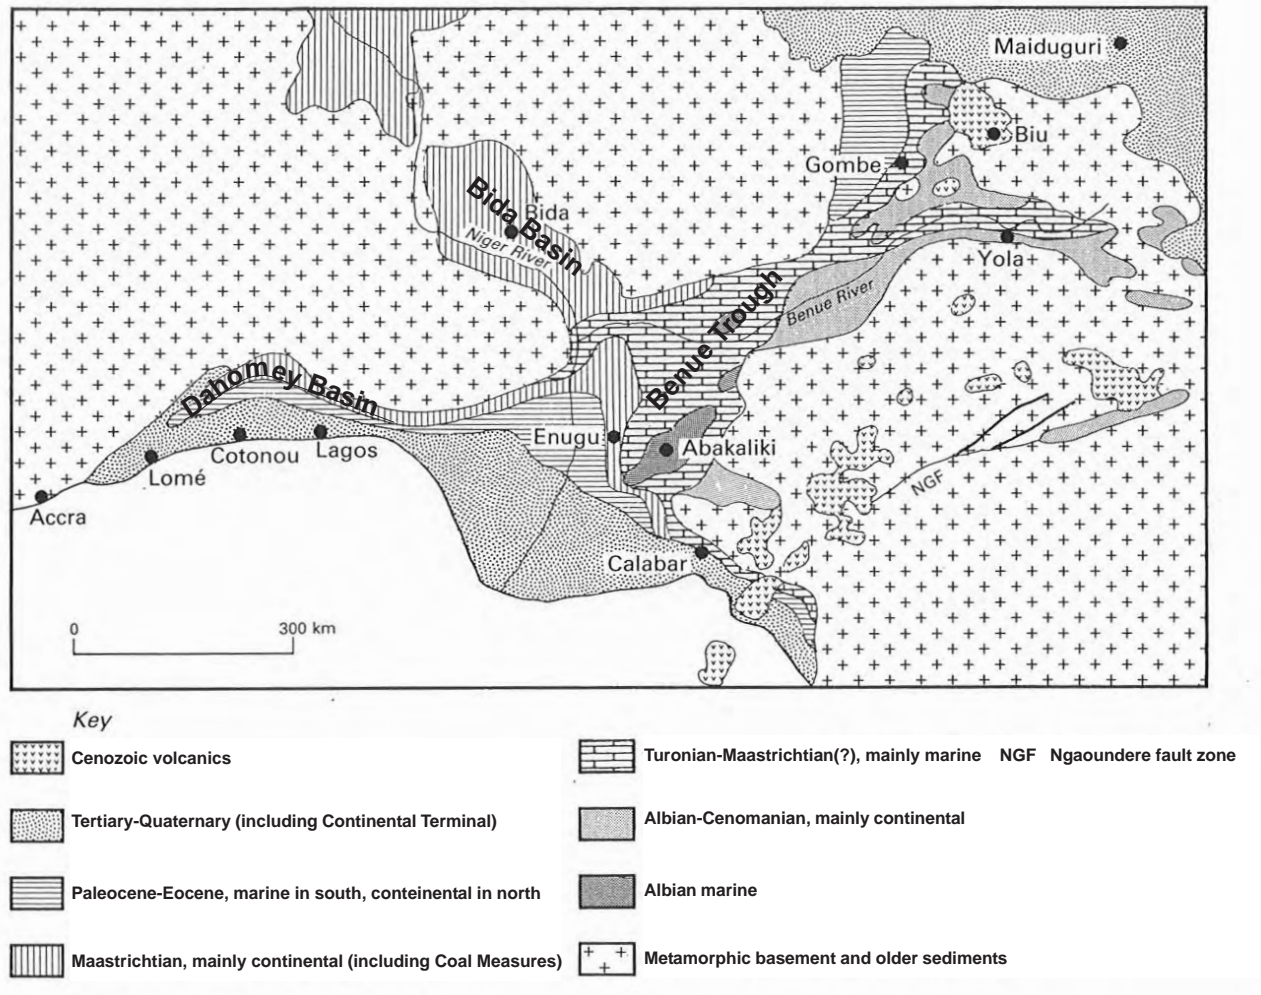 Maiduguri
Biu
Gombe
Bida
Bida Basin
Niger River
Yola
Benue River
Benue Trough
Dahomey Basin
Enugu
Abakaliki
Cotonou
Lagos
Lomé
NGF
Accra
Calabar
0 300 km
Key
Cenozoic volcanics
Tertiary-Quaternary (including Continental Terminal)
Paleocene-Eocene, marine in south, conteinental in north
Maastrichtian, mainly continental (including Coal Measures)
Turonian-Maastrichtian(?), mainly marine NGF Ngaoundere fault zone
Albian-Cenomanian, mainly continental
Albian marine
Metamorphic basement and older sediments